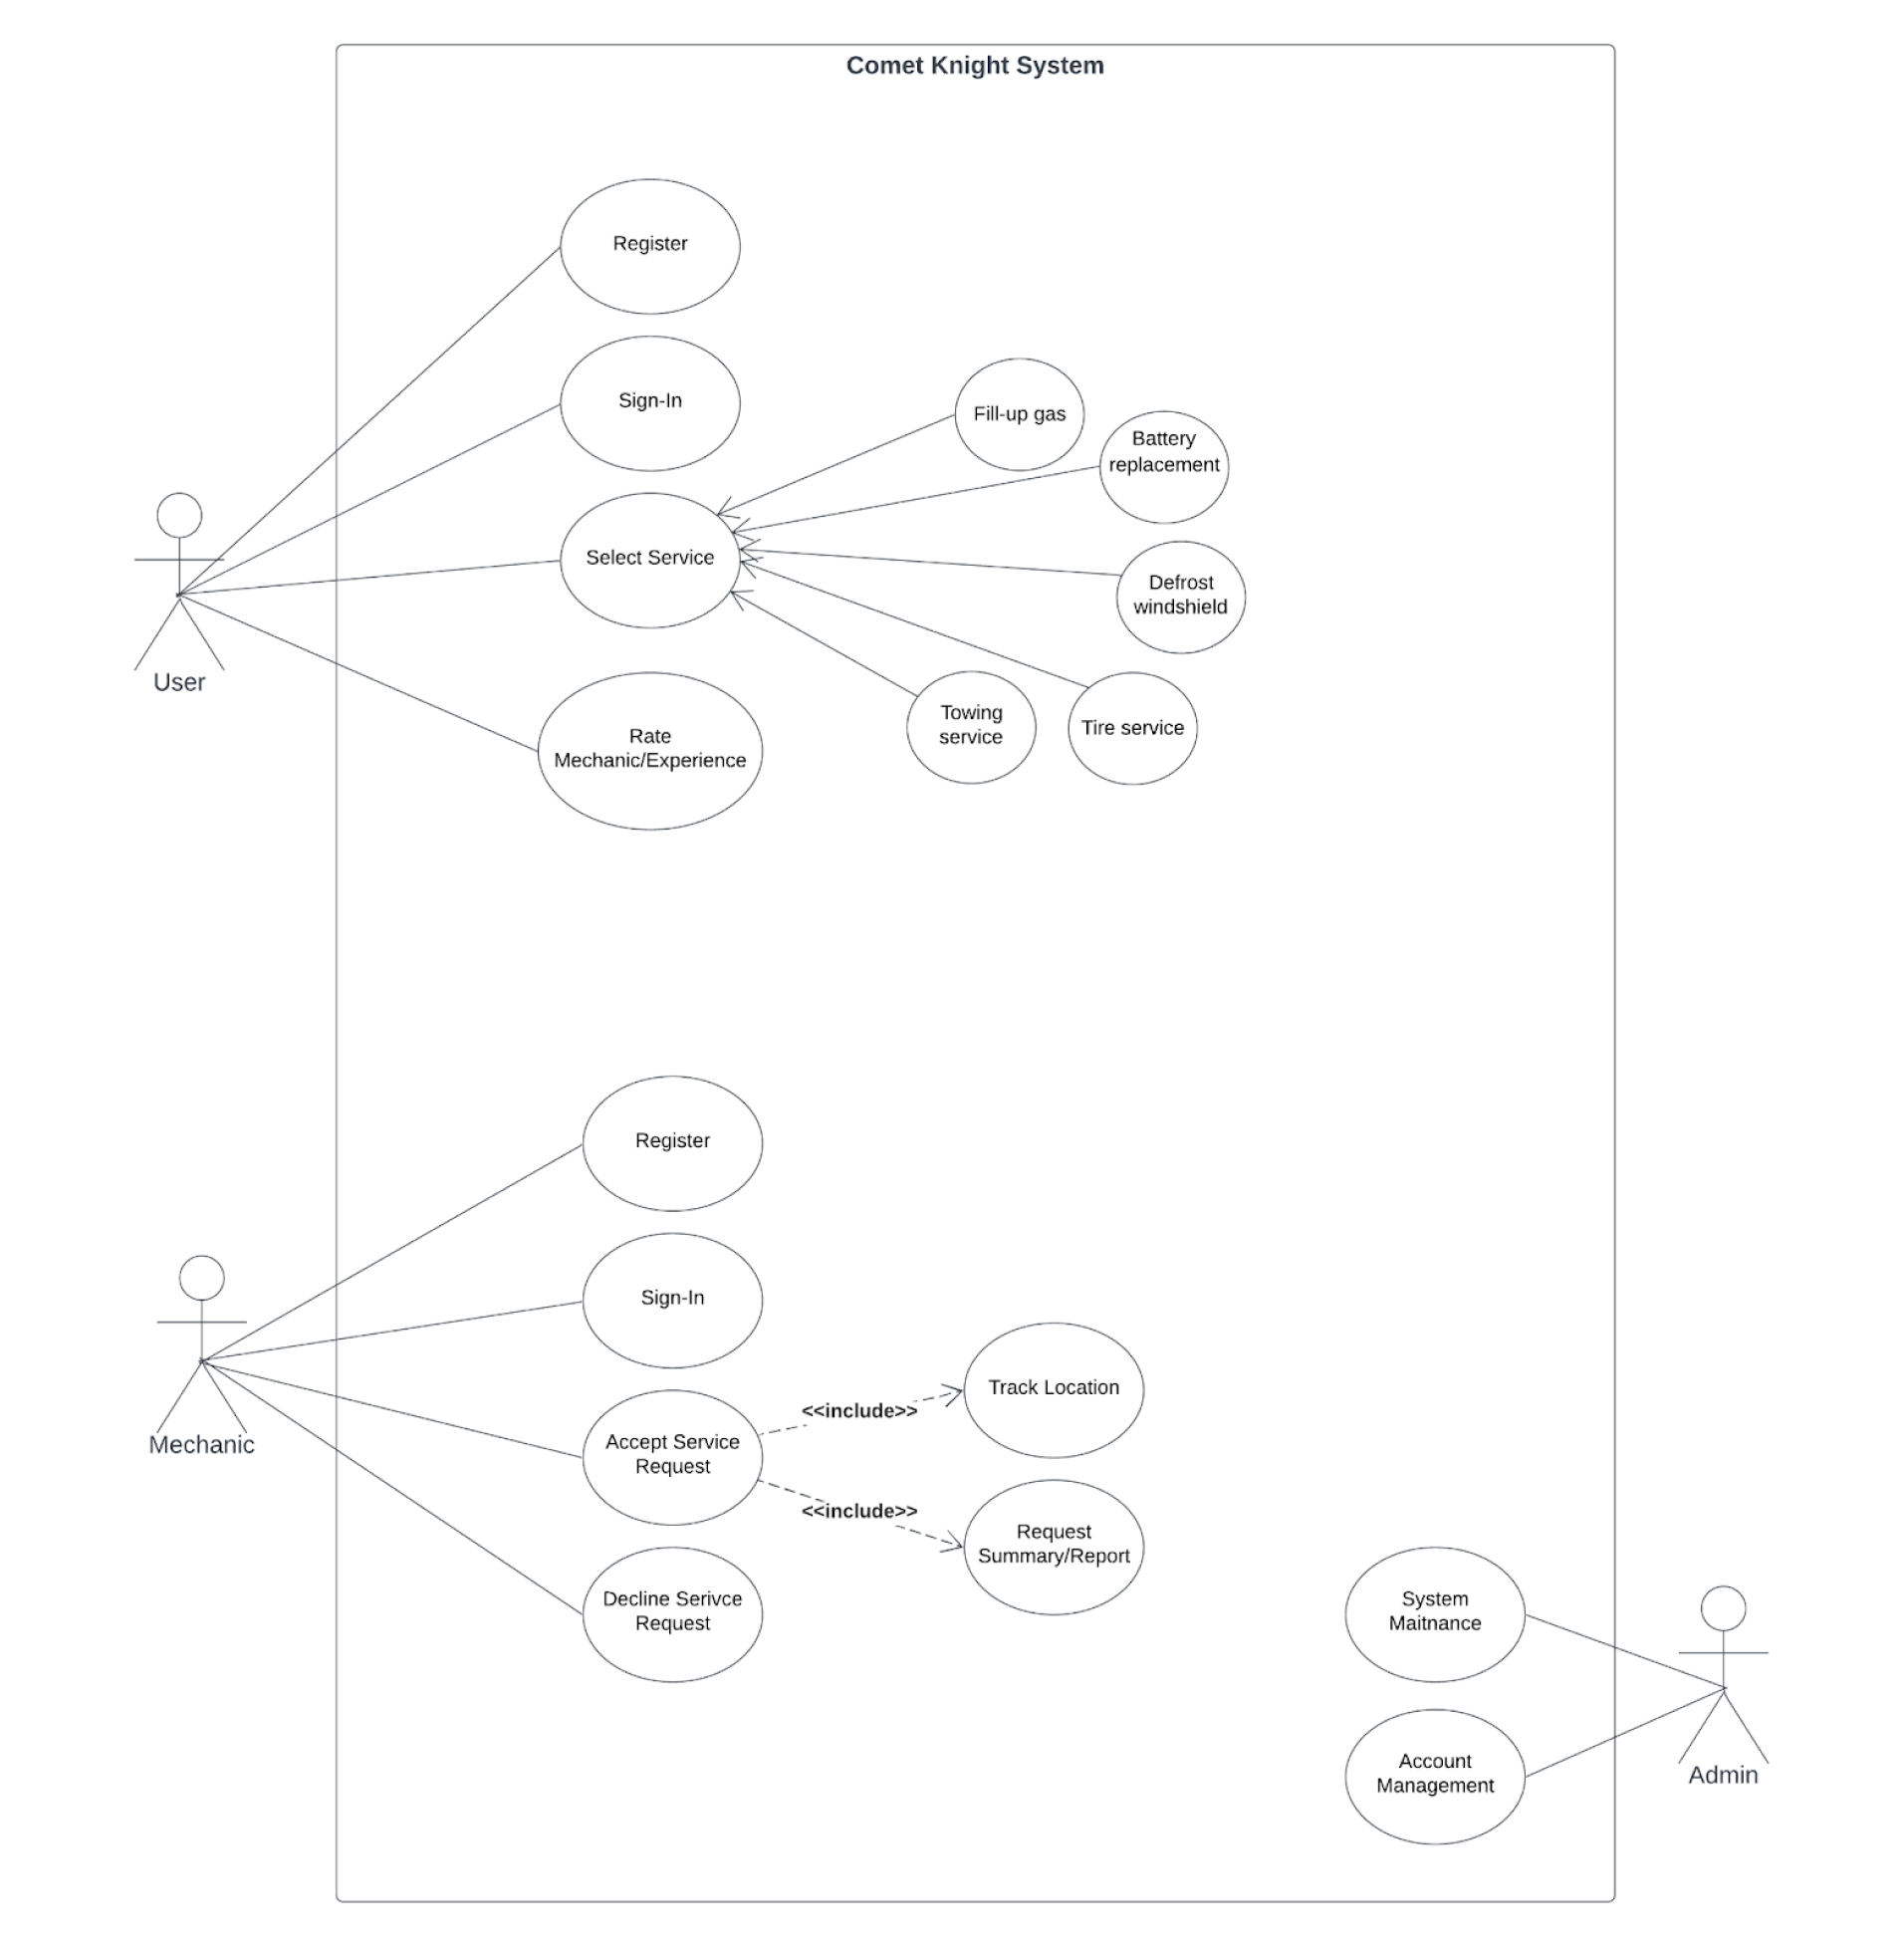 Comet Knight System
Register
Sign-In
Fill-up gas
Battery
replacement
Select Service
Defrost
windshield
User
Rate
Mechanic/Experience
Towing
service
Tire service
Register
Sign-In
Track Location
<<include>>
Mechanic
Accept Service
Request
<<include>>
Request
Summary/Report
Decline Serivce
Request
System
Maitnance
Account
Management
Admin